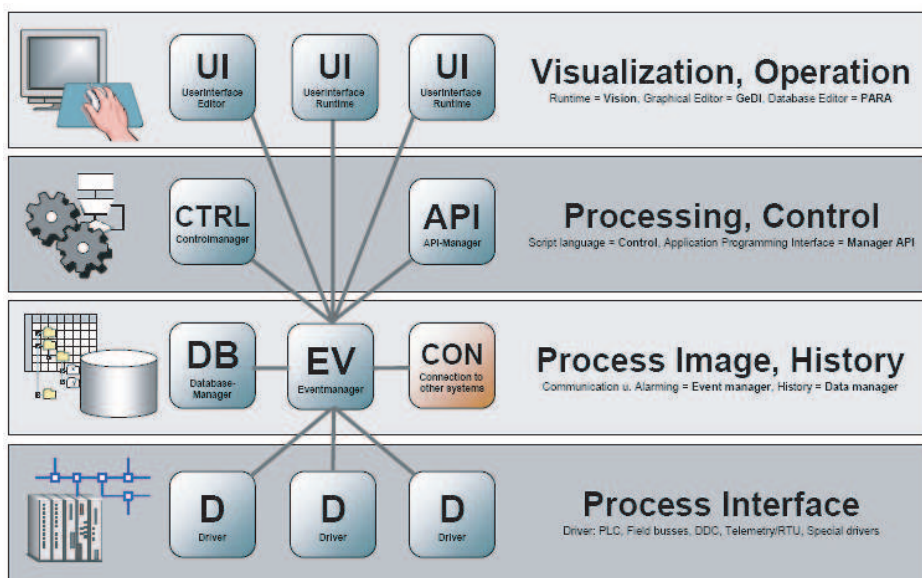 UI
UserInterface
Editor
UI
UserInterface
Runtime
UI
UserInterface
Runtime
Visualization, Operation
Runtime = Vision, Graphical Editor = GeDI, Database Editor = PARA
CTRL
Controlmanager
API
API-Manager
Processing, Control
Script language = Control, Application Programming Interface = Manager API
DB
Database-
Manager
EV
Eventmanager
CON
Connection to
other systems
Process Image, History
Communication u. Alarming = Event manager, History = Data manager
D
Driver
D
Driver
D
Driver
Process Interface
Driver: PLC, Field busses, DDC, Telemetry/RTU, Special drivers